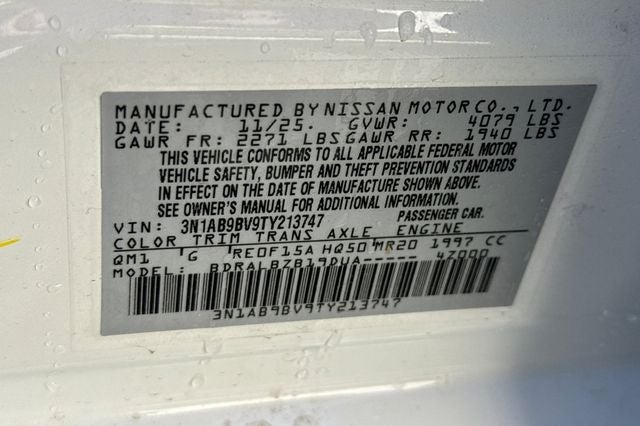 MANUFACTURED BY NISSAN MOTOR CO., LTD.
DATE: 11/25. GVWR: 4079 LBS
GAWR FR: 2271 LBS GAWR RR: 1940 LBS
THIS VEHICLE CONFORMS TO ALL APPLICABLE FEDERAL MOTOR
VEHICLE SAFETY, BUMPER AND THEFT PREVENTION STANDARDS
IN EFFECT ON THE DATE OF MANUFACTURE SHOWN ABOVE.
SEE OWNER'S MANUAL FOR ADDITIONAL INFORMATION.
VIN: 3N1AB9BV9TY213747 PASSENGER CAR.
COLOR TRIM TRANS AXLE ENGINE
QM1 G RE0F15A HQ50 MR20 1997 CC
MODEL: BDRALBZB19DUA----- 4Z000
3N1AB9BV9TY213747